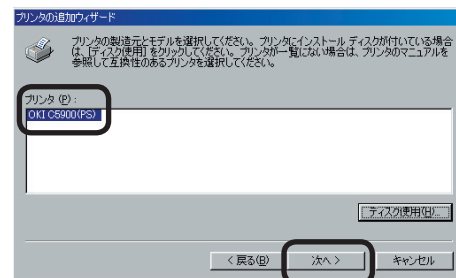 プリンタの追加ウィザード
プリンタの製造元とモデルを選択してください。プリンタにインストール ディスクが付いている場合
は、[ディスク使用] をクリックしてください。プリンタが一覧にない場合は、プリンタのマニュアルを
参照して互換性のあるプリンタを選択してください。
プリンタ (P) :
OKI C5900(PS)
ディスク使用(H)...
< 戻る(B)
次へ >
キャンセル